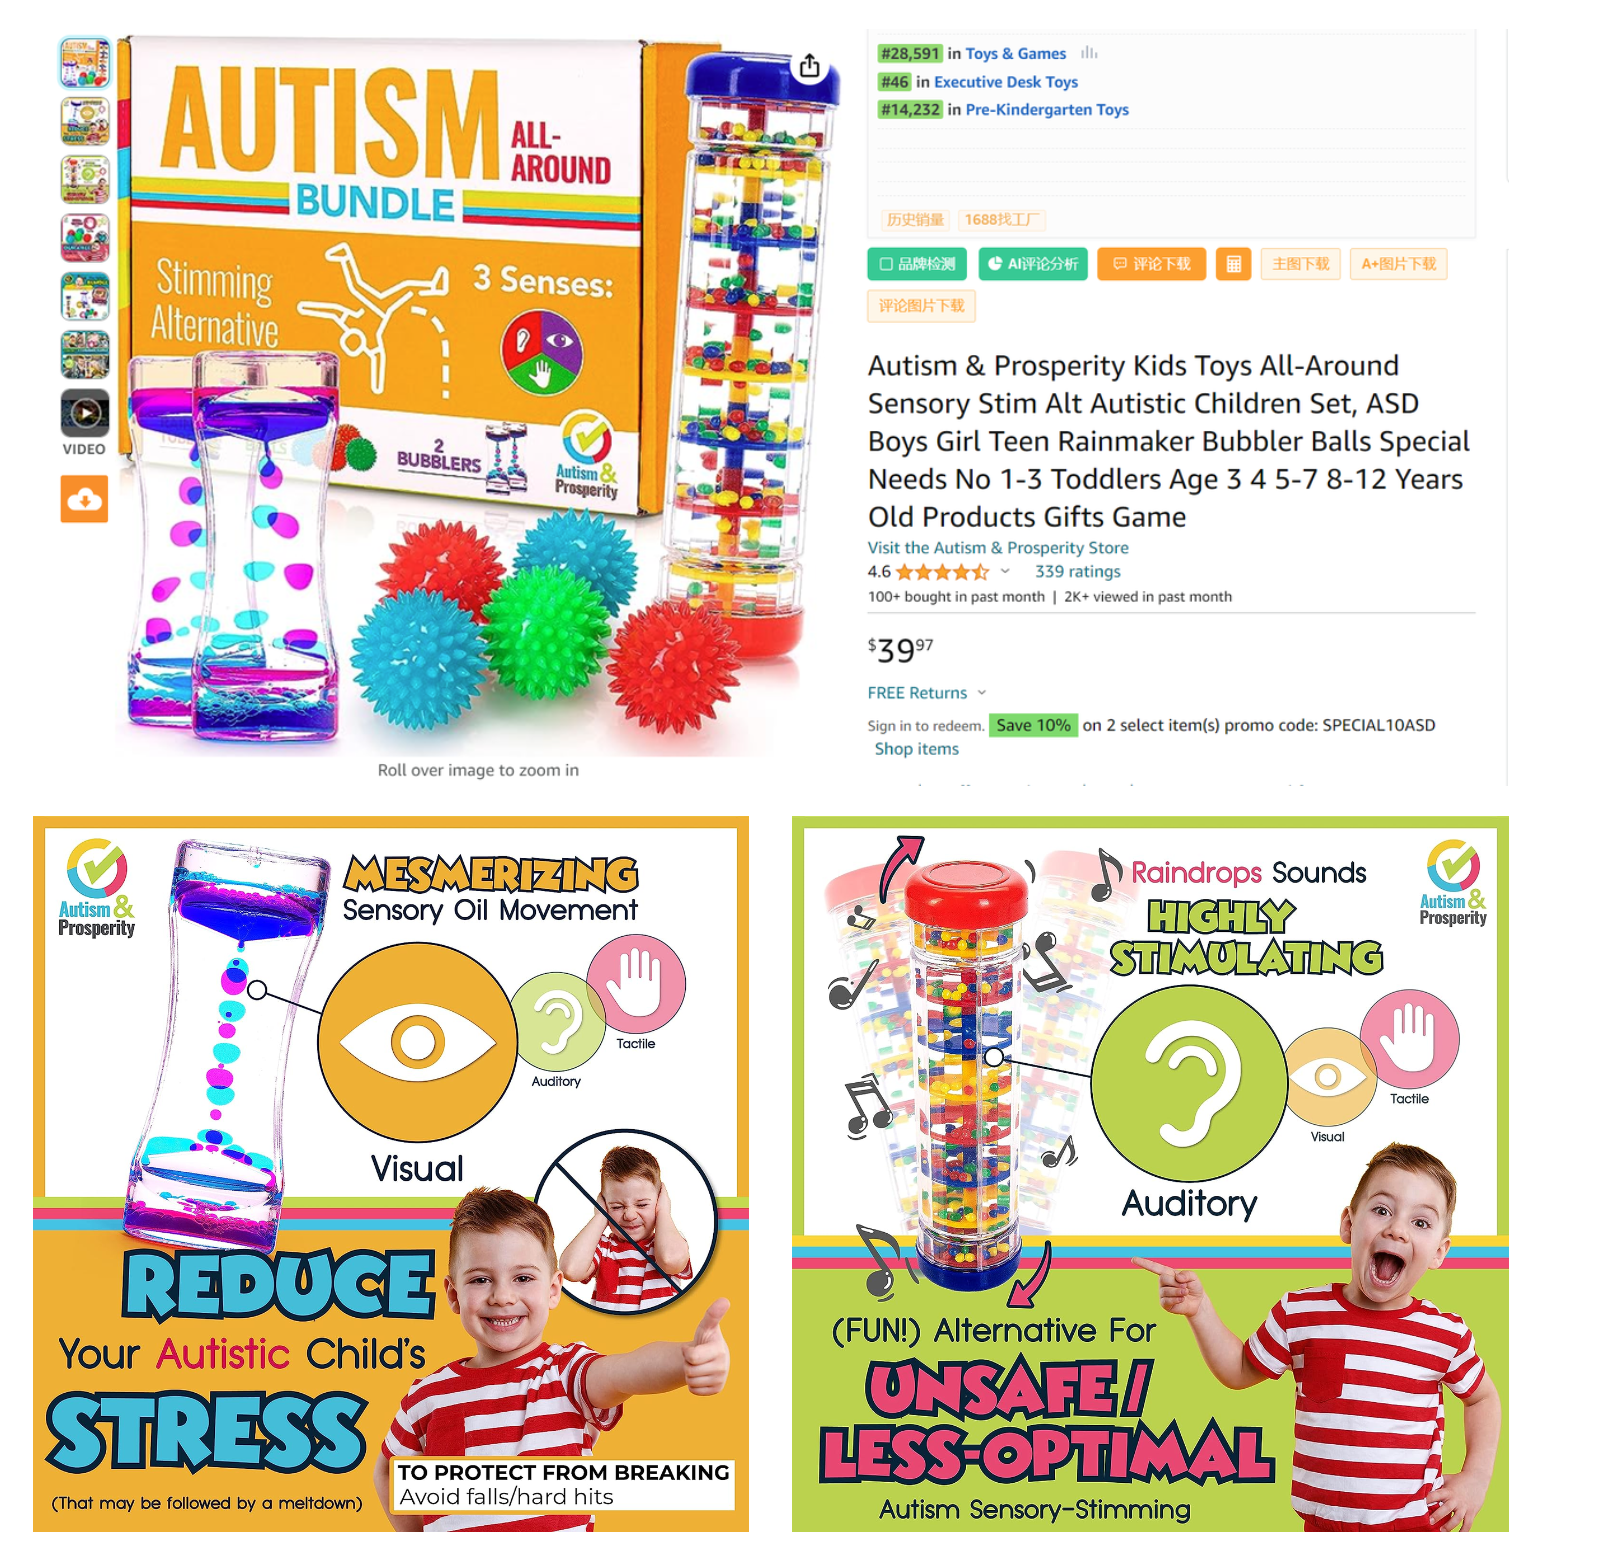 AUTISM ALL-
AROUND
BUNDLE
Stimming
Alternative
3 Senses:
2
BUBBLERS
Autism &
Prosperity
VIDEO
Roll over image to zoom in
#28,591 in Toys & Games
#46 in Executive Desk Toys
#14,232 in Pre-Kindergarten Toys
历史销量 1688找工厂
品牌检测 AI评论分析 评论下载 主图下载 A+图片下载
评论图片下载
Autism & Prosperity Kids Toys All-Around
Sensory Stim Alt Autistic Children Set, ASD
Boys Girl Teen Rainmaker Bubbler Balls Special
Needs No 1-3 Toddlers Age 3 4 5-7 8-12 Years
Old Products Gifts Game
Visit the Autism & Prosperity Store
4.6 339 ratings
100+ bought in past month | 2K+ viewed in past month
$3997
FREE Returns
Sign in to redeem. Save 10% on 2 select item(s) promo code: SPECIAL10ASD
Shop items
Autism &
Prosperity
MESMERIZING
Sensory Oil Movement
Tactile
Auditory
Visual
REDUCE
Your Autistic Child's
STRESS
(That may be followed by a meltdown)
TO PROTECT FROM BREAKING
Avoid falls/hard hits
Raindrops Sounds
HIGHLY
STIMULATING
Autism &
Prosperity
Tactile
Visual
Auditory
(FUN!) Alternative For
UNSAFE/
LESS-OPTIMAL
Autism Sensory-Stimming